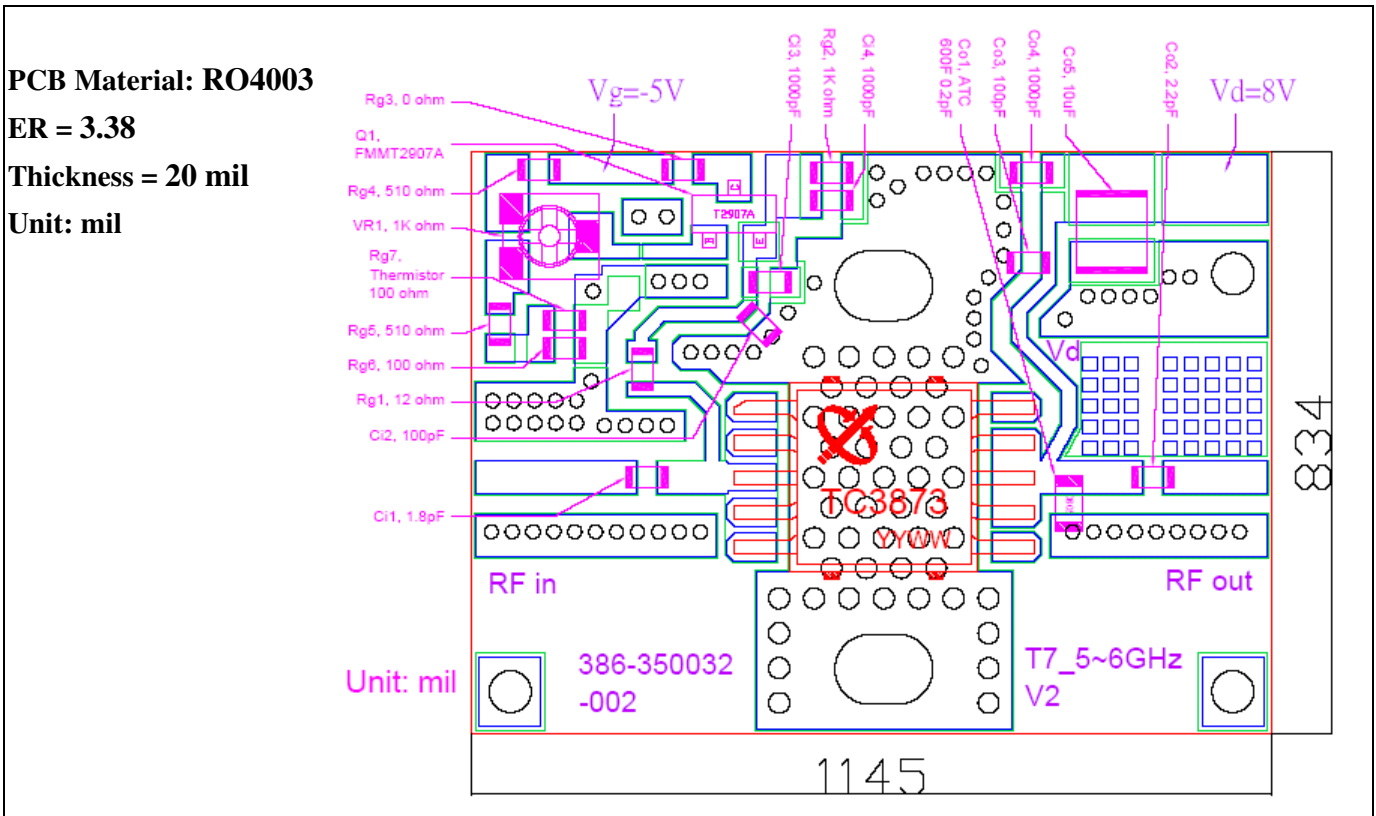 PCB Material: RO4003
ER = 3.38
Thickness = 20 mil
Unit: mil
Rg3, 0 ohm
Q1,
FMMT2907A
Rg4, 510 ohm
VR1, 1K ohm
Rg7,
Thermistor
100 ohm
Rg5, 510 ohm
Rg6, 100 ohm
Rg1, 12 ohm
Ci2, 100pF
Ci1, 1.8pF
Vg=-5V
Ci3, 1000pF
Rg2, 1K ohm
Ci4, 1000pF
Co1, ATC
600F 0.2pF
Co3, 100pF
Co4, 1000pF
Co5, 10uF
Co2, 2.2pF
Vd=8V
C
T2907A
B
E
Vd
TC3873
YYWW
RF in
RF out
386-350032
-002
T7_5~6GHz
V2
Unit: mil
834
1145